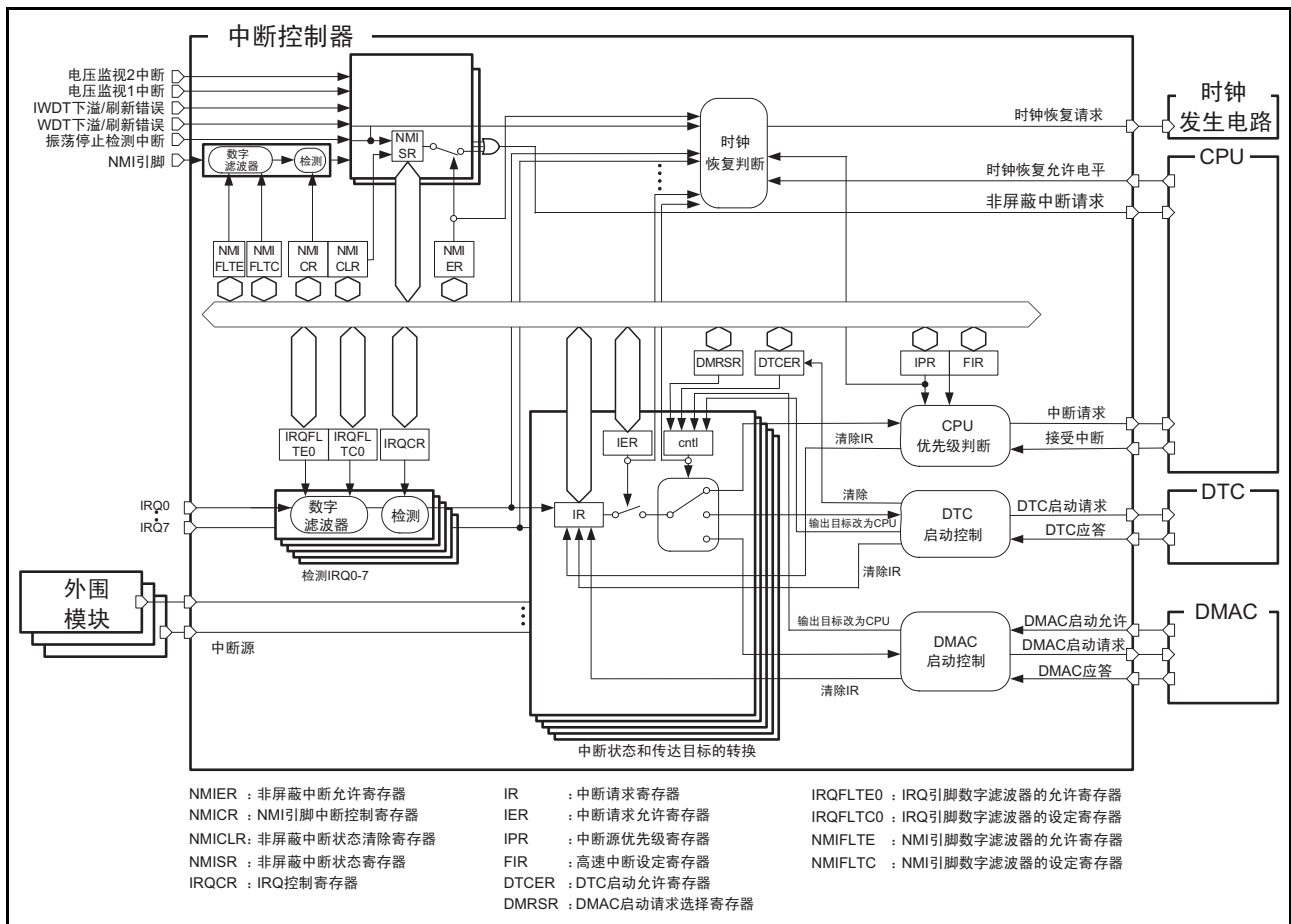 中断控制器
电压监视2中断
电压监视1中断
IWDT下溢/刷新错误
WDT下溢/刷新错误
振荡停止检测中断
NMI引脚
数字
滤波器
检测
NMI
SR
时钟
恢复判断
时钟恢复请求
时钟恢复允许电平
非屏蔽中断请求
时钟
发生电路
CPU
NMI
FLTE
NMI
FLTC
NMI
CR
NMI
CLR
NMI
ER
DMRSR
DTCER
IPR
FIR
IRQFL
TE0
IRQFL
TC0
IRQCR
IER
cntl
清除IR
CPU
优先级判断
中断请求
接受中断
IRQ0
IRQ7
数字
滤波器
检测
检测IRQ0-7
IR
清除
输出目标改为CPU
清除IR
DTC
启动控制
DTC启动请求
DTC应答
DTC
外围
模块
中断源
输出目标改为CPU
清除IR
DMAC
启动控制
DMAC启动允许
DMAC启动请求
DMAC应答
DMAC
中断状态和传达目标的转换
NMIER :非屏蔽中断允许寄存器
NMICR :NMI引脚中断控制寄存器
NMICLR:非屏蔽中断状态清除寄存器
NMISR :非屏蔽中断状态寄存器
IRQCR :IRQ控制寄存器
IR :中断请求寄存器
IER :中断请求允许寄存器
IPR :中断源优先级寄存器
FIR :高速中断设定寄存器
DTCER :DTC启动允许寄存器
DMRSR :DMAC启动请求选择寄存器
IRQFLTE0 :IRQ引脚数字滤波器的允许寄存器
IRQFLTC0 :IRQ引脚数字滤波器的设定寄存器
NMIFLTE :NMI引脚数字滤波器的允许寄存器
NMIFLTC :NMI引脚数字滤波器的设定寄存器